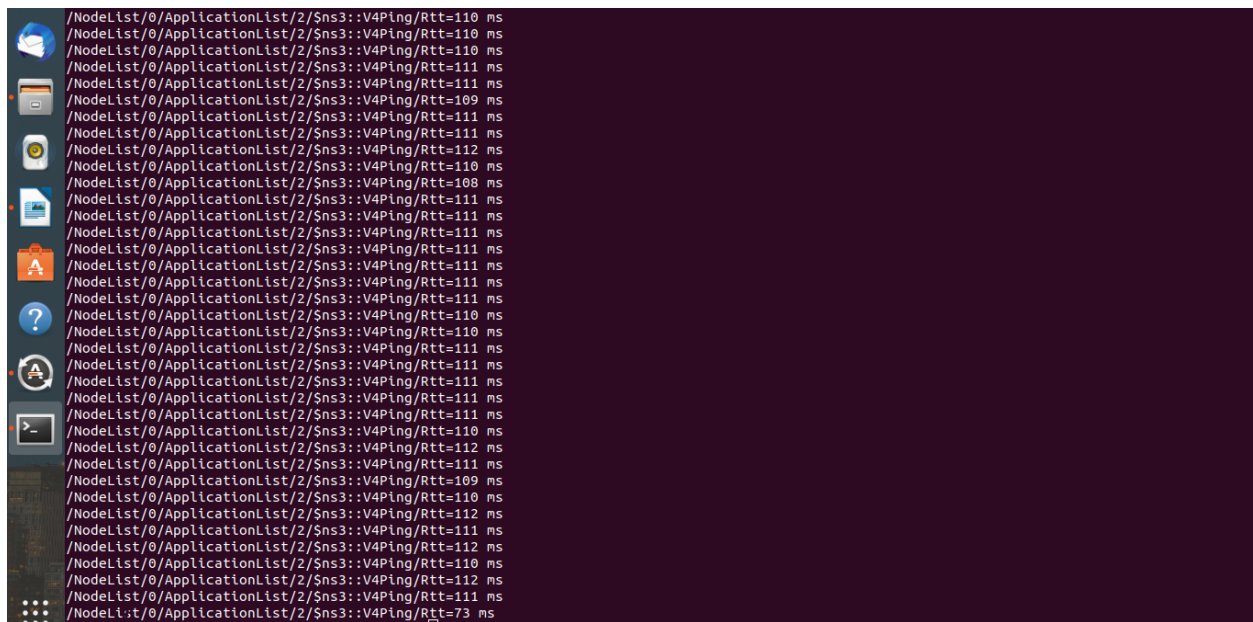 /NodeList/0/ApplicationList/2/$ns3::V4Ping/Rtt=110 ms
/NodeList/0/ApplicationList/2/$ns3::V4Ping/Rtt=110 ms
/NodeList/0/ApplicationList/2/$ns3::V4Ping/Rtt=110 ms
/NodeList/0/ApplicationList/2/$ns3::V4Ping/Rtt=111 ms
/NodeList/0/ApplicationList/2/$ns3::V4Ping/Rtt=111 ms
/NodeList/0/ApplicationList/2/$ns3::V4Ping/Rtt=109 ms
/NodeList/0/ApplicationList/2/$ns3::V4Ping/Rtt=111 ms
/NodeList/0/ApplicationList/2/$ns3::V4Ping/Rtt=111 ms
/NodeList/0/ApplicationList/2/$ns3::V4Ping/Rtt=112 ms
/NodeList/0/ApplicationList/2/$ns3::V4Ping/Rtt=110 ms
/NodeList/0/ApplicationList/2/$ns3::V4Ping/Rtt=108 ms
/NodeList/0/ApplicationList/2/$ns3::V4Ping/Rtt=111 ms
/NodeList/0/ApplicationList/2/$ns3::V4Ping/Rtt=111 ms
/NodeList/0/ApplicationList/2/$ns3::V4Ping/Rtt=111 ms
/NodeList/0/ApplicationList/2/$ns3::V4Ping/Rtt=111 ms
/NodeList/0/ApplicationList/2/$ns3::V4Ping/Rtt=111 ms
/NodeList/0/ApplicationList/2/$ns3::V4Ping/Rtt=111 ms
/NodeList/0/ApplicationList/2/$ns3::V4Ping/Rtt=111 ms
/NodeList/0/ApplicationList/2/$ns3::V4Ping/Rtt=110 ms
/NodeList/0/ApplicationList/2/$ns3::V4Ping/Rtt=110 ms
/NodeList/0/ApplicationList/2/$ns3::V4Ping/Rtt=111 ms
/NodeList/0/ApplicationList/2/$ns3::V4Ping/Rtt=111 ms
/NodeList/0/ApplicationList/2/$ns3::V4Ping/Rtt=111 ms
/NodeList/0/ApplicationList/2/$ns3::V4Ping/Rtt=111 ms
/NodeList/0/ApplicationList/2/$ns3::V4Ping/Rtt=111 ms
/NodeList/0/ApplicationList/2/$ns3::V4Ping/Rtt=110 ms
/NodeList/0/ApplicationList/2/$ns3::V4Ping/Rtt=112 ms
/NodeList/0/ApplicationList/2/$ns3::V4Ping/Rtt=111 ms
/NodeList/0/ApplicationList/2/$ns3::V4Ping/Rtt=109 ms
/NodeList/0/ApplicationList/2/$ns3::V4Ping/Rtt=110 ms
/NodeList/0/ApplicationList/2/$ns3::V4Ping/Rtt=112 ms
/NodeList/0/ApplicationList/2/$ns3::V4Ping/Rtt=111 ms
/NodeList/0/ApplicationList/2/$ns3::V4Ping/Rtt=112 ms
/NodeList/0/ApplicationList/2/$ns3::V4Ping/Rtt=110 ms
/NodeList/0/ApplicationList/2/$ns3::V4Ping/Rtt=112 ms
/NodeList/0/ApplicationList/2/$ns3::V4Ping/Rtt=111 ms
/NodeList/0/ApplicationList/2/$ns3::V4Ping/Rtt=73 ms